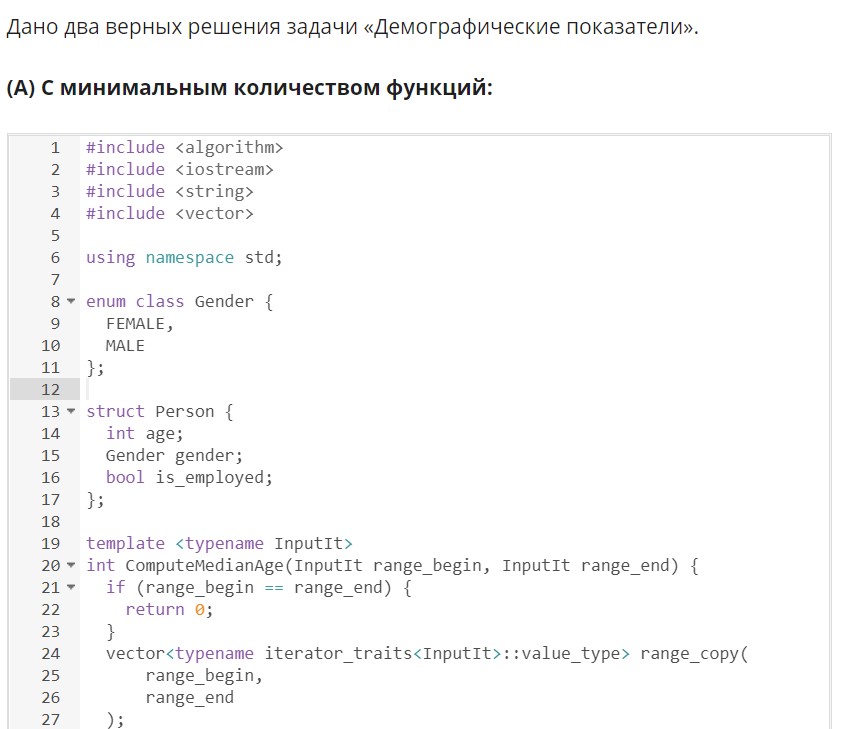 Дано два верных решения задачи «Демографические показатели».
(A) С минимальным количеством функций:
1 #include <algorithm>
2 #include <iostream>
3 #include <string>
4 #include <vector>
5
6 using namespace std;
7
8 enum class Gender {
9   FEMALE,
10   MALE
11 };
12
13 struct Person {
14   int age;
15   Gender gender;
16   bool is_employed;
17 };
18
19 template <typename InputIt>
20 int ComputeMedianAge(InputIt range_begin, InputIt range_end) {
21   if (range_begin == range_end) {
22     return 0;
23   }
24   vector<typename iterator_traits<InputIt>::value_type> range_copy(
25       range_begin,
26       range_end
27   );